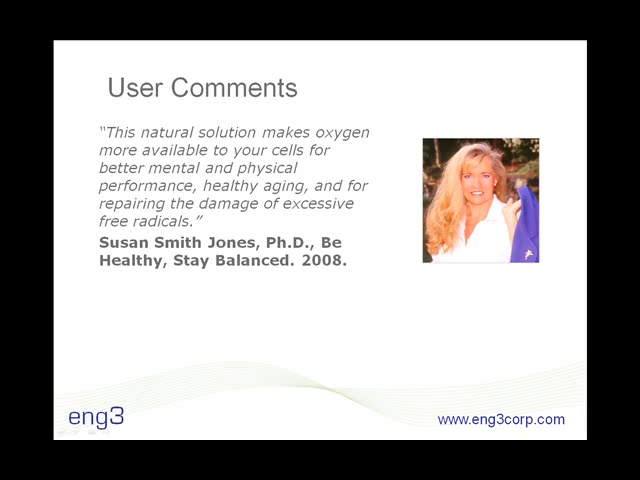 User Comments
“This natural solution makes oxygen
more available to your cells for
better mental and physical
performance, healthy aging, and for
repairing the damage of excessive
free radicals.”
Susan Smith Jones, Ph.D., Be
Healthy, Stay Balanced. 2008.
eng3
www.eng3corp.com